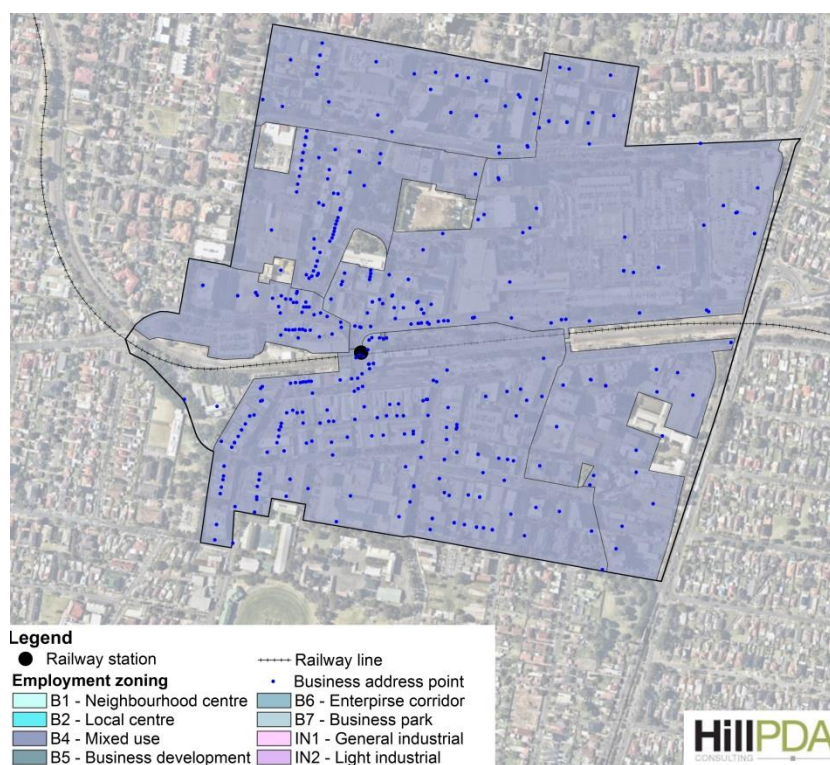 Legend
Railway station
Railway line
Employment zoning
Business address point
B1 - Neighbourhood centre
B6 - Enterpirse corridor
B2 - Local centre
B7 - Business park
B4 - Mixed use
IN1 - General industrial
B5 - Business development
IN2 - Light industrial
HillPDA
CONSULTING